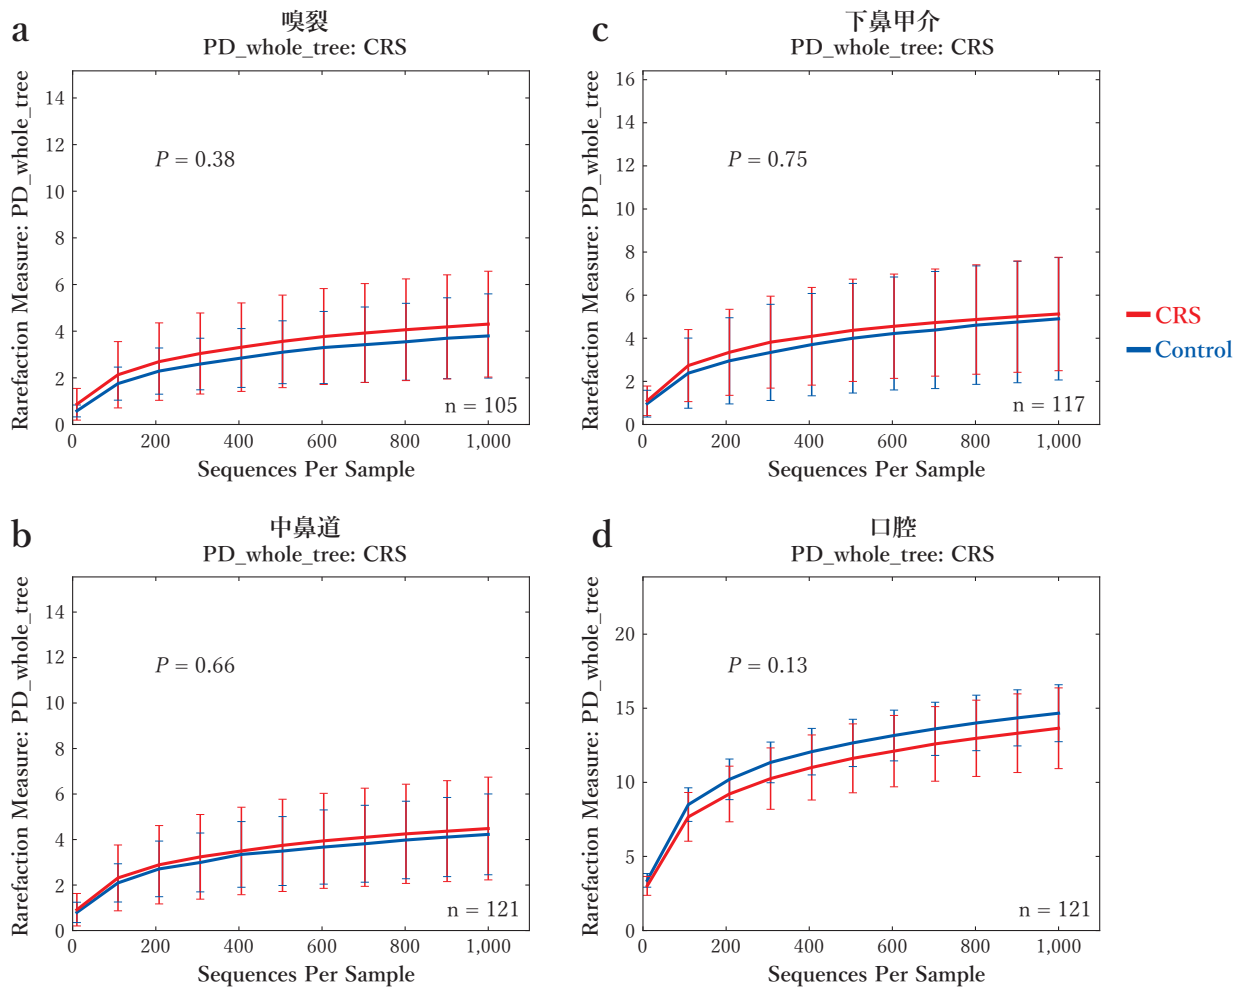 a
嗅裂
PD_whole_tree: CRS
Rarefaction Measure: PD_whole_tree
14
12
10
8
6
4
2
0
P = 0.38
n = 105
0 200 400 600 800 1,000
Sequences Per Sample
c
下鼻甲介
PD_whole_tree: CRS
Rarefaction Measure: PD_whole_tree
16
14
12
10
8
6
4
2
0
P = 0.75
n = 117
0 200 400 600 800 1,000
Sequences Per Sample
CRS
Control
b
中鼻道
PD_whole_tree: CRS
Rarefaction Measure: PD_whole_tree
14
12
10
8
6
4
2
0
P = 0.66
n = 121
0 200 400 600 800 1,000
Sequences Per Sample
d
口腔
PD_whole_tree: CRS
Rarefaction Measure: PD_whole_tree
20
15
10
5
0
P = 0.13
n = 121
0 200 400 600 800 1,000
Sequences Per Sample